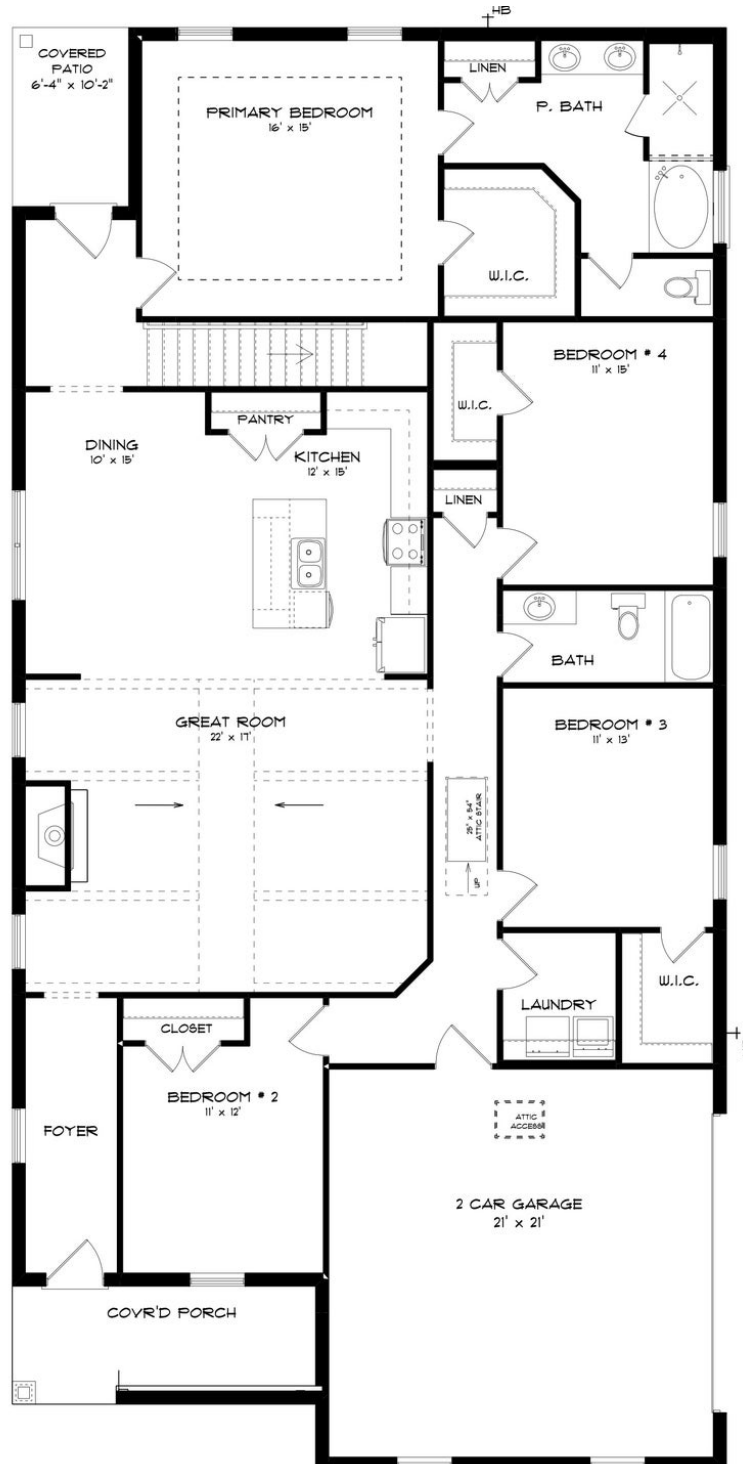 HB
COVERED
PATIO
6'-4" x 10'-2"
PRIMARY BEDROOM
16' x 15'
LINEN
P. BATH
W.I.C.
BEDROOM # 4
11' x 15'
W.I.C.
PANTRY
DINING
10' x 15'
KITCHEN
12' x 15'
LINEN
BATH
GREAT ROOM
22' x 17'
BEDROOM # 3
11' x 13'
25" x 54"
ATTIC STAIR
UP
W.I.C.
LAUNDRY
CLOSET
BEDROOM # 2
11' x 12'
FOYER
ATTIC
ACCESS
2 CAR GARAGE
21' x 21'
COVR'D PORCH